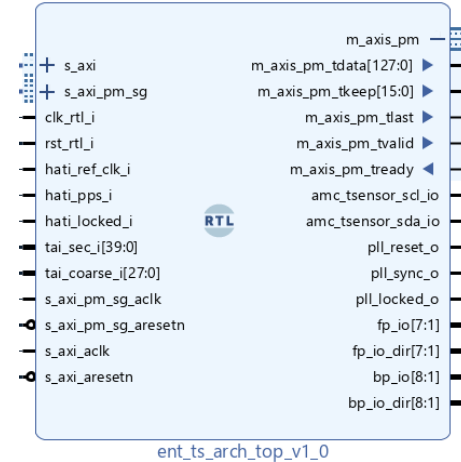 m_axis_pm
s_axi
m_axis_pm_tdata[127:0]
s_axi_pm_sg
m_axis_pm_tkeep[15:0]
clk_rtl_i
m_axis_pm_tlast
rst_rtl_i
m_axis_pm_tvalid
hati_ref_clk_i
m_axis_pm_tready
hati_pps_i
amc_tsensor_scl_io
hati_locked_i
RTL
amc_tsensor_sda_io
tai_sec_i[39:0]
pll_reset_o
tai_coarse_i[27:0]
pll_sync_o
s_axi_pm_sg_aclk
pll_locked_o
s_axi_pm_sg_aresetn
fp_io[7:1]
s_axi_aclk
fp_io_dir[7:1]
s_axi_aresetn
bp_io[8:1]
bp_io_dir[8:1]
ent_ts_arch_top_v1_0